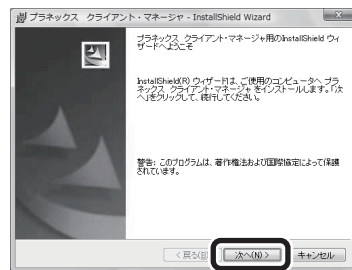 プラネックス クライアント・マネージャ - InstallShield Wizard
プラネックス クライアント・マネージャ用のInstallShield ウィ
ザードへようこそ
InstallShield(R) ウィザードは、ご使用のコンピュータへ プラ
ネックス クライアント・マネージャ をインストールします。「次
へ」をクリックして、続行してください。
警告: このプログラムは、著作権法および国際協定によって保護
されています。
< 戻る(B)
次へ(N) >
キャンセル